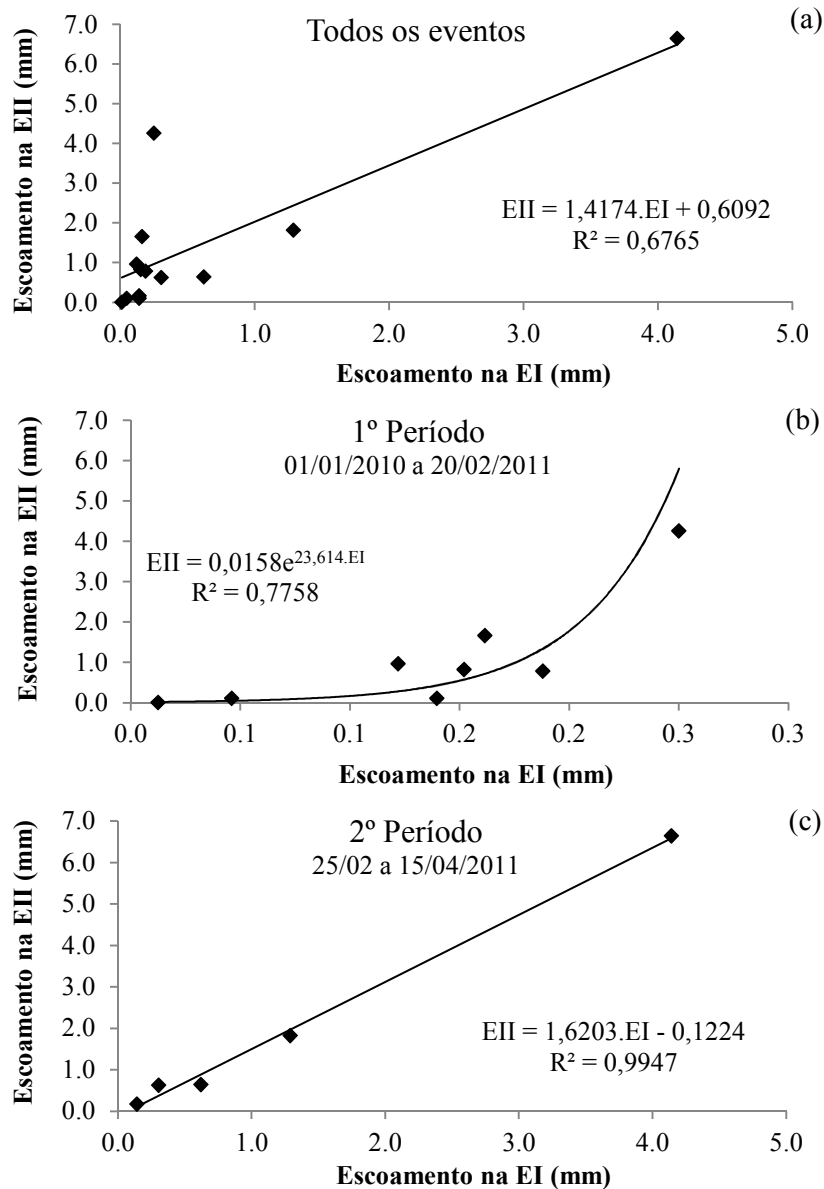 (a)
Todos os eventos
Escoamento na EII (mm)
7.0
6.0
5.0
4.0
3.0
2.0
1.0
0.0
EII = 1,4174.EI + 0,6092
R² = 0,6765
0.0 1.0 2.0 3.0 4.0 5.0
Escoamento na EI (mm)
(b)
1º Período
01/01/2010 a 20/02/2011
Escoamento na EII (mm)
7.0
6.0
5.0
4.0
3.0
2.0
1.0
0.0
EII = 0,0158e^23,614.EI
R² = 0,7758
0.0 0.1 0.1 0.2 0.2 0.3 0.3
Escoamento na EI (mm)
(c)
2º Período
25/02 a 15/04/2011
Escoamento na EII (mm)
7.0
6.0
5.0
4.0
3.0
2.0
1.0
0.0
EII = 1,6203.EI - 0,1224
R² = 0,9947
0.0 1.0 2.0 3.0 4.0 5.0
Escoamento na EI (mm)